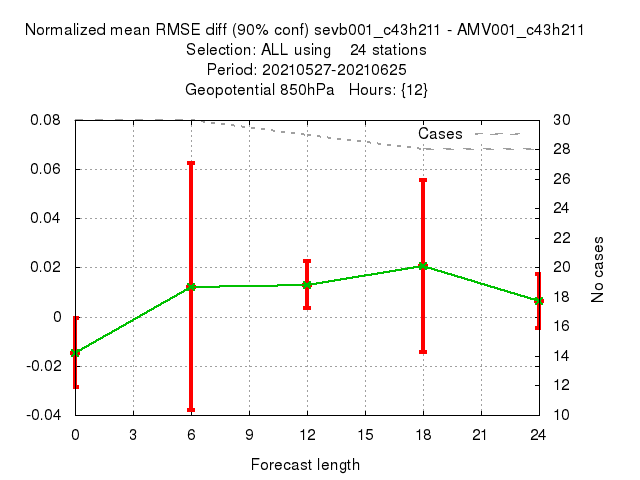 Normalized mean RMSE diff (90% conf) sevb001_c43h211 - AMV001_c43h211
Selection: ALL using 24 stations
Period: 20210527-20210625
Geopotential 850hPa Hours: {12}
Cases
0.08
0.06
0.04
0.02
0
-0.02
-0.04
30
28
26
24
22
20
18
16
14
12
10
No cases
0 3 6 9 12 15 18 21 24
Forecast length